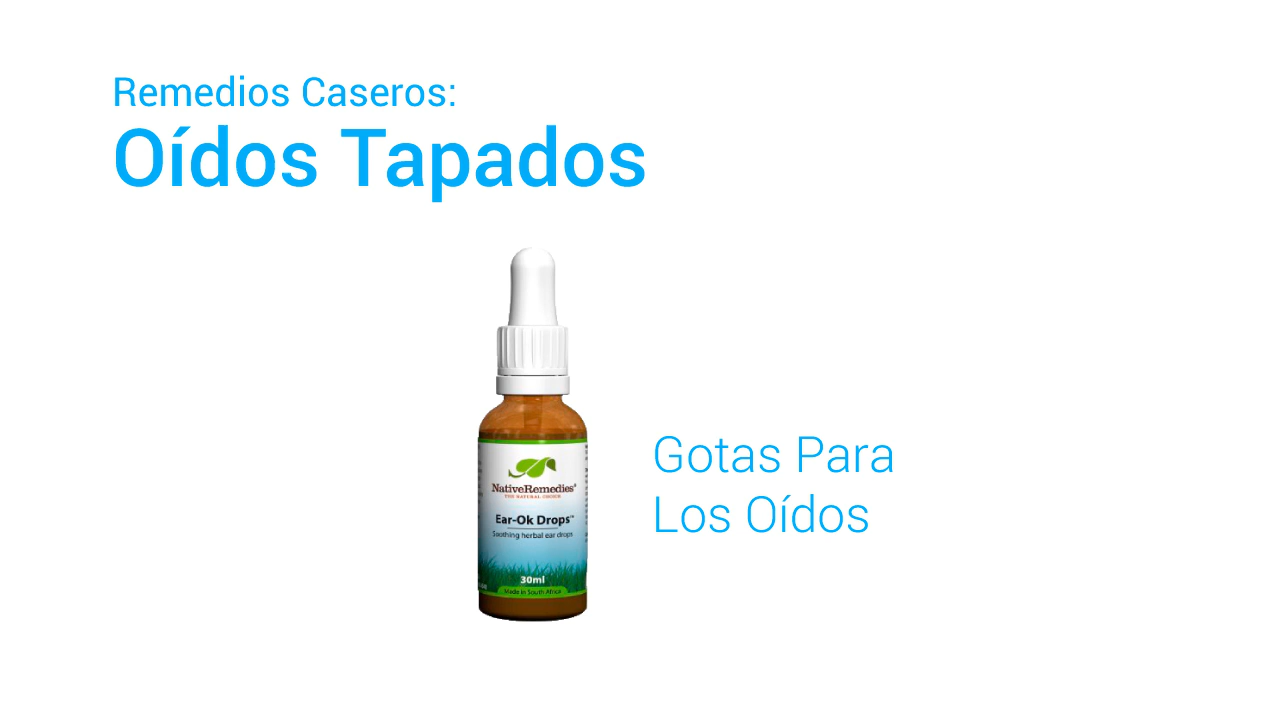 Remedios Caseros:
Oídos Tapados
NativeRemedies®
THE NATURAL CHOICE
Ear-Ok Drops™
Soothing herbal ear drops
30ml
Made in South Africa
Gotas Para
Los Oídos